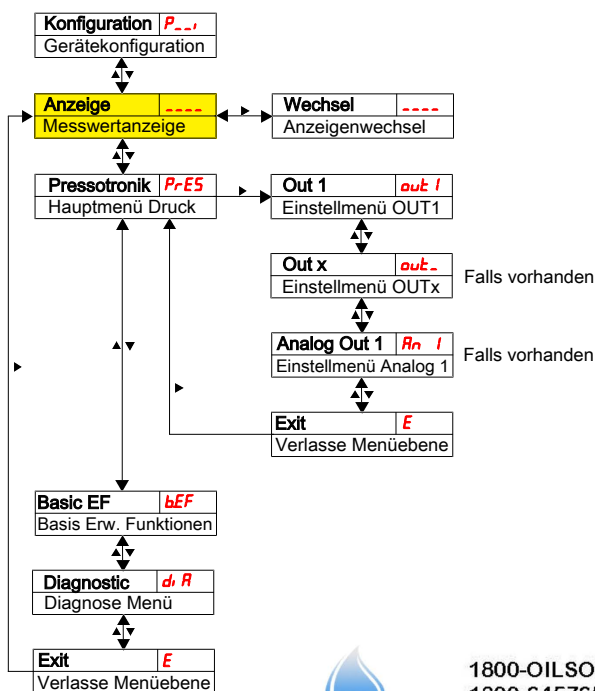 Konfiguration P__i
Gerätekonfiguration
Anzeige ----
Messwertanzeige
Wechsel ----
Anzeigenwechsel
Pressotronik PrES
Hauptmenü Druck
Out 1 out 1
Einstellmenü OUT1
Out x out_
Einstellmenü OUTx
Falls vorhanden
Analog Out 1 An 1
Einstellmenü Analog 1
Falls vorhanden
Exit E
Verlasse Menüebene
Basic EF bEF
Basis Erw. Funktionen
Diagnostic diA
Diagnose Menü
Exit E
Verlasse Menüebene
1800-OILSO